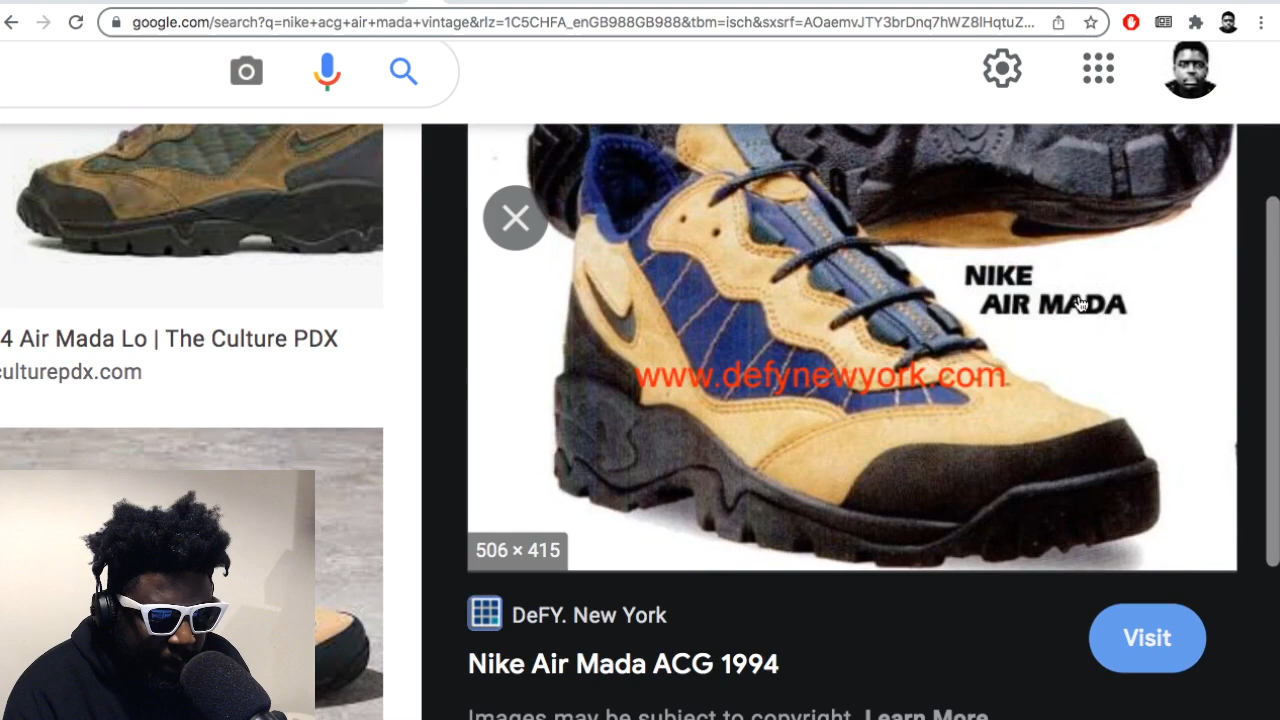 google.com/search?q=nike+acg+air+mada+vintage&rlz=1C5CHFA_enGB988GB988&tbm=isch&sxsrf=AOaemvJTY3brDnq7hWZ8lHqtuZ...
NIKE
AIR MADA
www.defynewyork.com
4 Air Mada Lo | The Culture PDX
culturepdx.com
506 × 415
DeFY. New York
Visit
Nike Air Mada ACG 1994
Images may be subject to copyright. Learn More